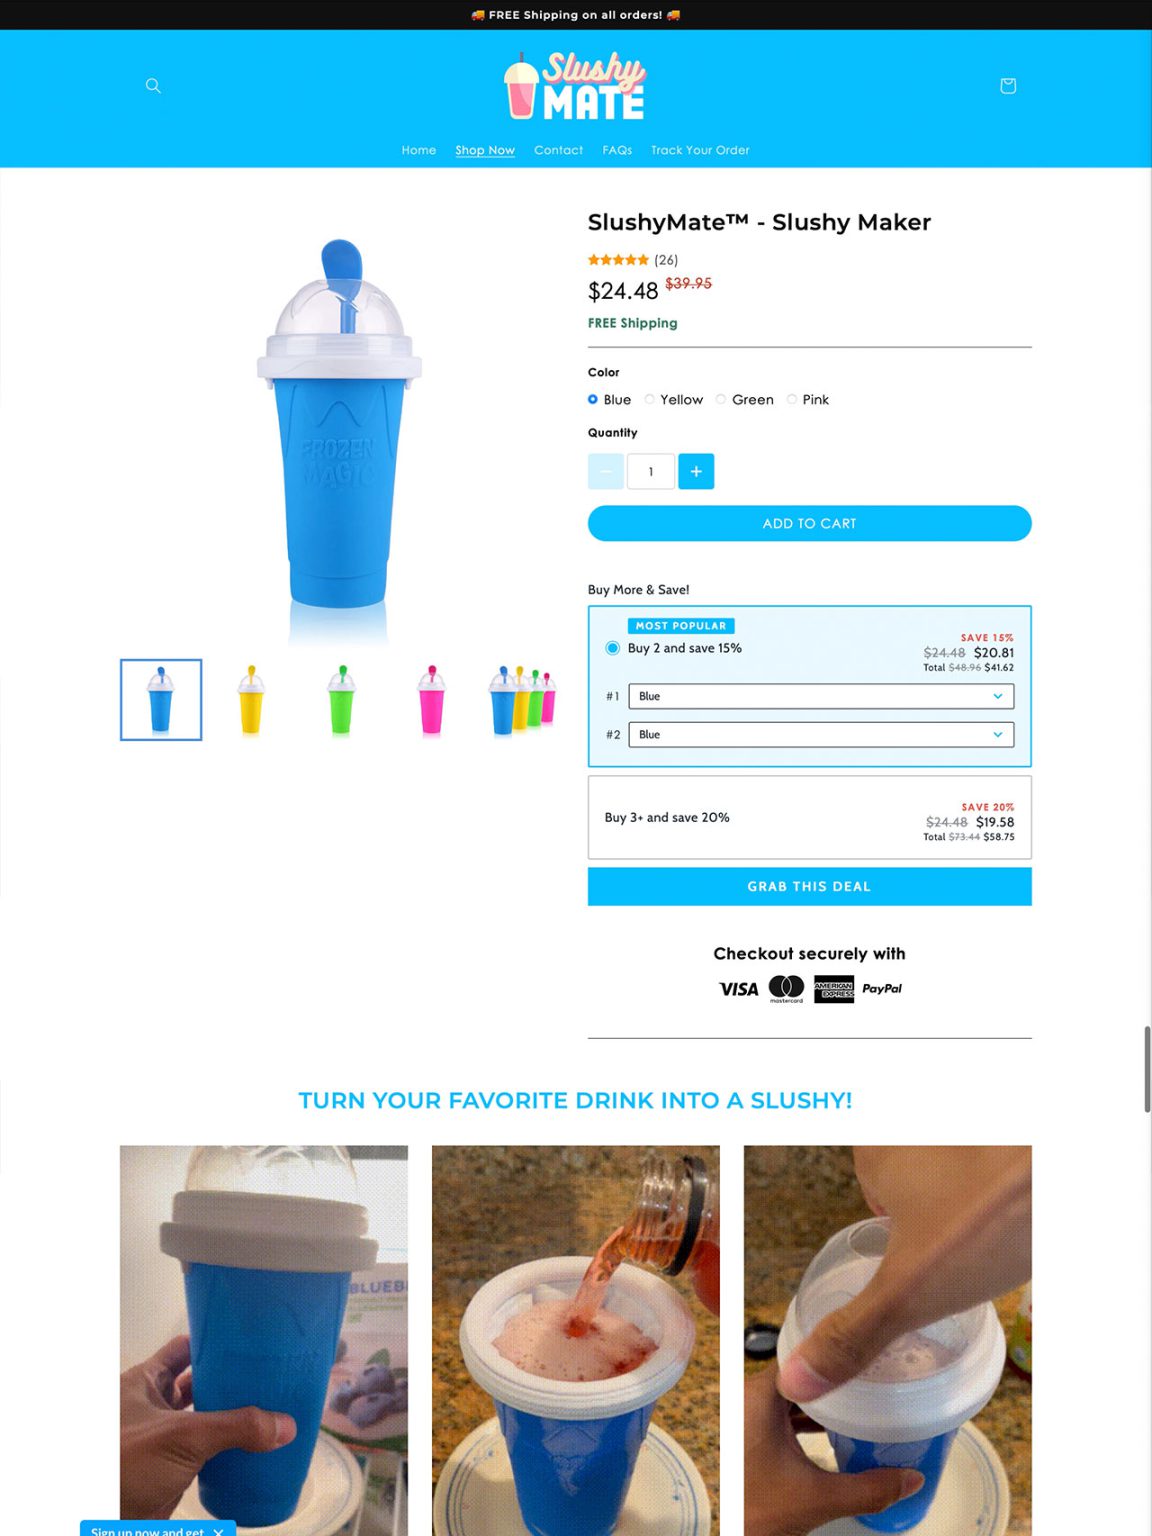 🚚 FREE Shipping on all orders! 🚚
Slushy
MATE
Home Shop Now Contact FAQs Track Your Order
SlushyMate™ - Slushy Maker
(26)
$24.48 $39.95
FREE Shipping
Color
Blue Yellow Green Pink
Quantity
− 1 +
ADD TO CART
FROZEN
MAGIC
Buy More & Save!
MOST POPULAR
Buy 2 and save 15%
SAVE 15%
$24.48 $20.81
Total $48.96 $41.62
#1 Blue
#2 Blue
Buy 3+ and save 20%
SAVE 20%
$24.48 $19.58
Total $73.44 $58.75
GRAB THIS DEAL
Checkout securely with
VISA mastercard AMERICAN EXPRESS PayPal
TURN YOUR FAVORITE DRINK INTO A SLUSHY!
BLUEB
Sign up now and get ×